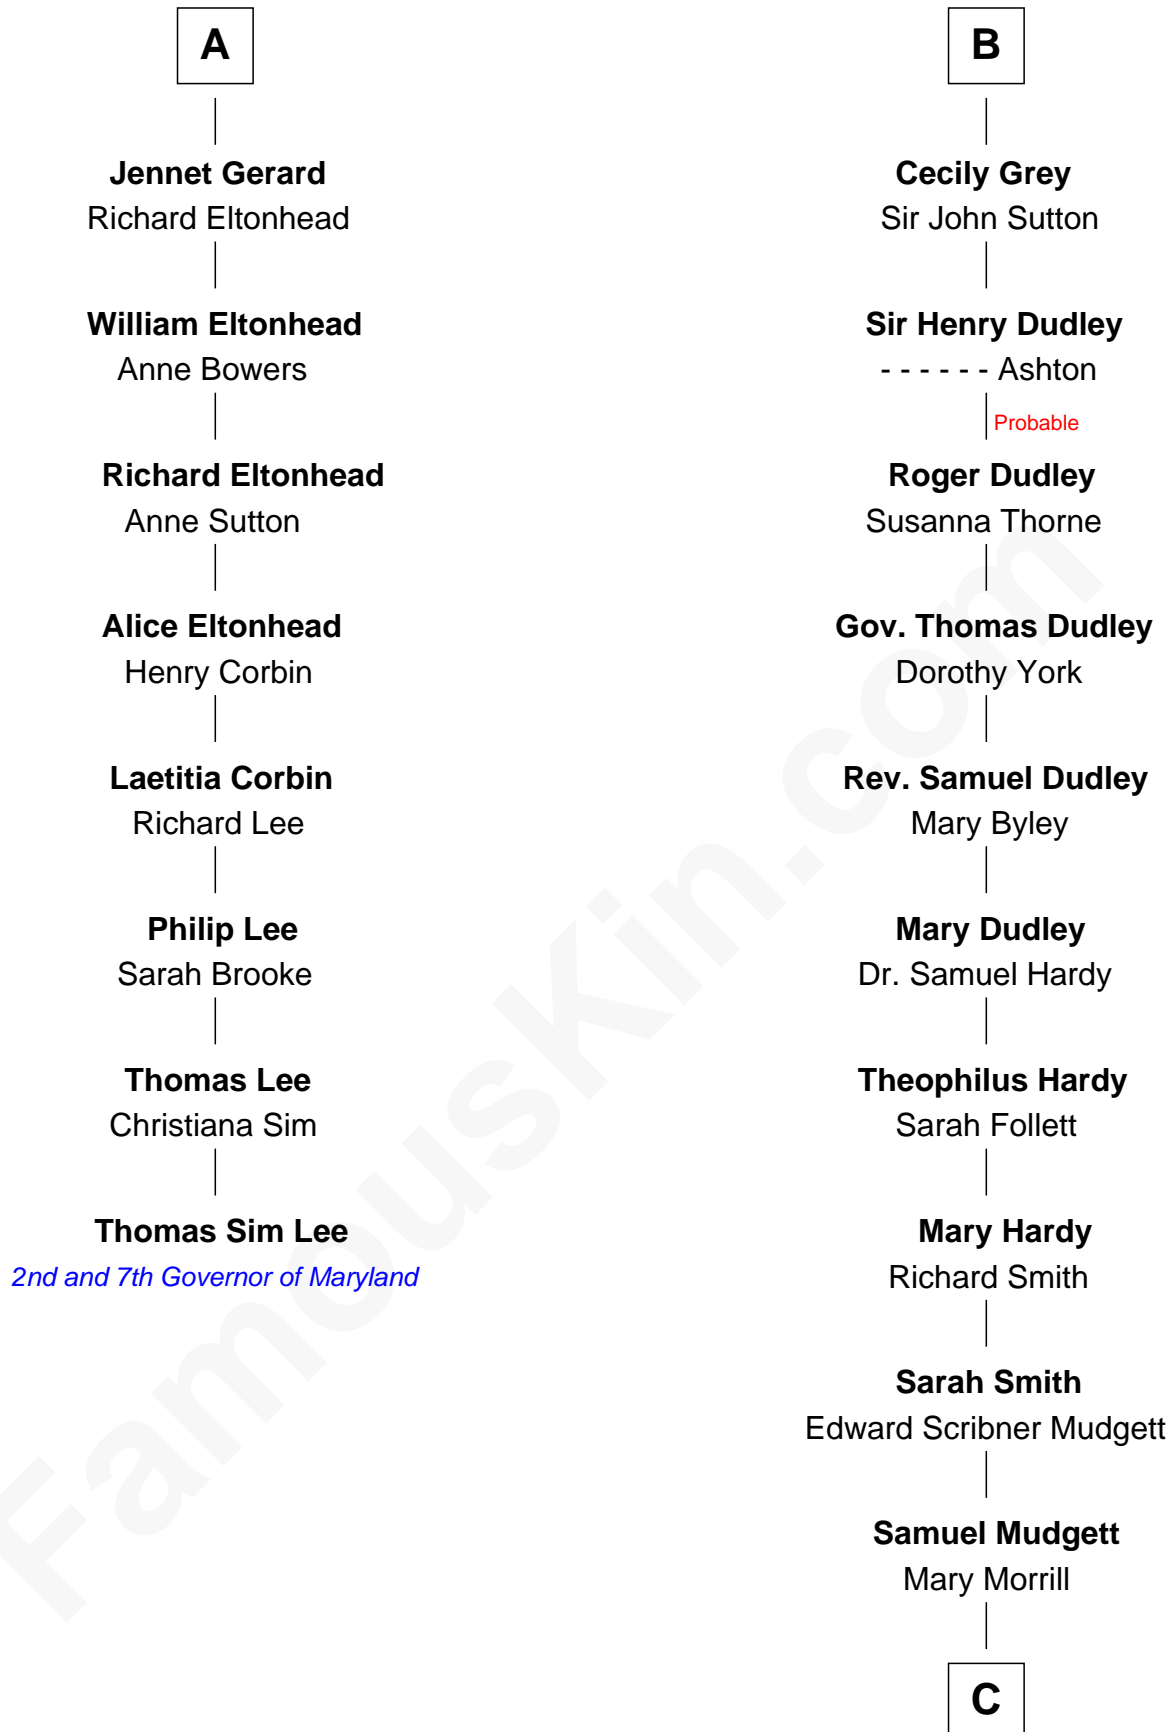 A
Jennet Gerard
Richard Eltonhead
William Eltonhead
Anne Bowers
Richard Eltonhead
Anne Sutton
Alice Eltonhead
Henry Corbin
Laetitia Corbin
Richard Lee
Philip Lee
Sarah Brooke
Thomas Lee
Christiana Sim
Thomas Sim Lee
2nd and 7th Governor of Maryland
B
Cecily Grey
Sir John Sutton
Sir Henry Dudley
- - - - - - Ashton
Probable
Roger Dudley
Susanna Thorne
Gov. Thomas Dudley
Dorothy York
Rev. Samuel Dudley
Mary Byley
Mary Dudley
Dr. Samuel Hardy
Theophilus Hardy
Sarah Follett
Mary Hardy
Richard Smith
Sarah Smith
Edward Scribner Mudgett
Samuel Mudgett
Mary Morrill
C
FamousKin.com